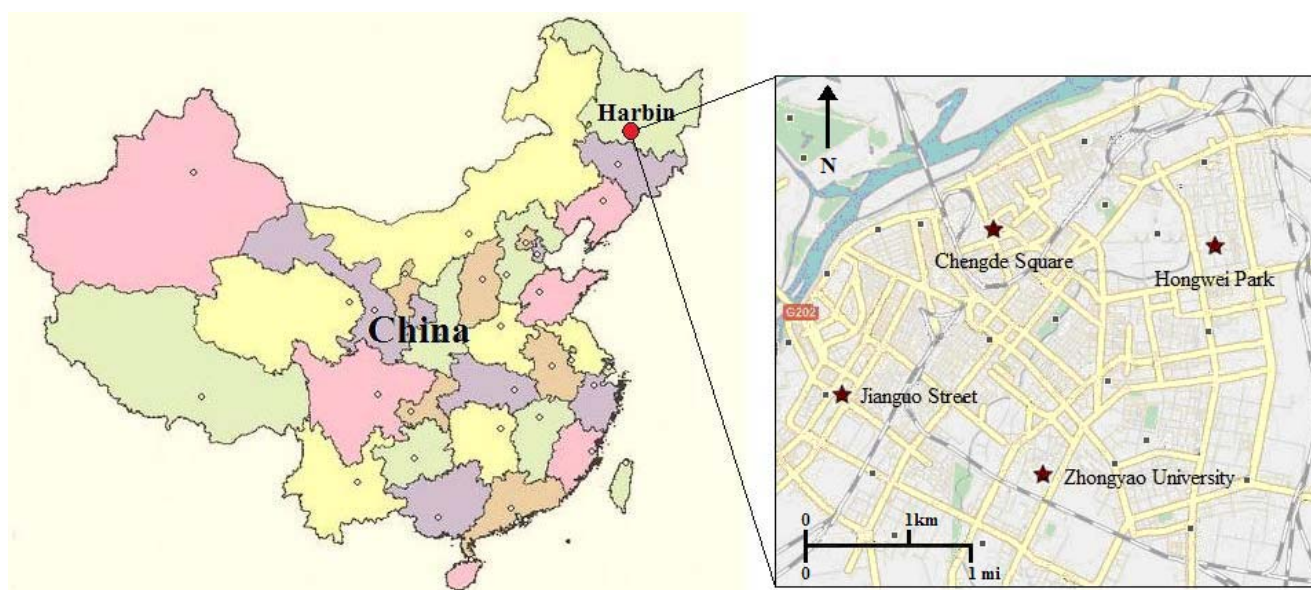 Harbin
China
N
Chengde Square
Hongwei Park
G202
Jianguo Street
Zhongyao University
0
1km
0
1 mi